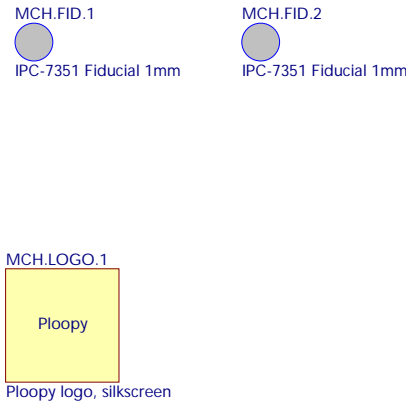 MCH.FID.1 MCH.FID.2
IPC-7351 Fiducial 1mm IPC-7351 Fiducial 1mm
MCH.LOGO.1
Ploopy
Ploopy logo, silkscreen